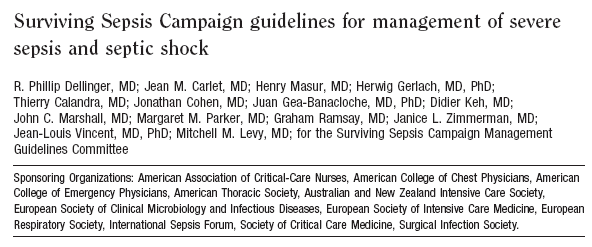 Surviving Sepsis Campaign guidelines for management of severe
sepsis and septic shock
R. Phillip Dellinger, MD; Jean M. Carlet, MD; Henry Masur, MD; Herwig Gerlach, MD, PhD;
Thierry Calandra, MD; Jonathan Cohen, MD; Juan Gea-Banacloche, MD, PhD; Didier Keh, MD;
John C. Marshall, MD; Margaret M. Parker, MD; Graham Ramsay, MD; Janice L. Zimmerman, MD;
Jean-Louis Vincent, MD, PhD; Mitchell M. Levy, MD; for the Surviving Sepsis Campaign Management
Guidelines Committee
Sponsoring Organizations: American Association of Critical-Care Nurses, American College of Chest Physicians, American
College of Emergency Physicians, American Thoracic Society, Australian and New Zealand Intensive Care Society,
European Society of Clinical Microbiology and Infectious Diseases, European Society of Intensive Care Medicine, European
Respiratory Society, International Sepsis Forum, Society of Critical Care Medicine, Surgical Infection Society.